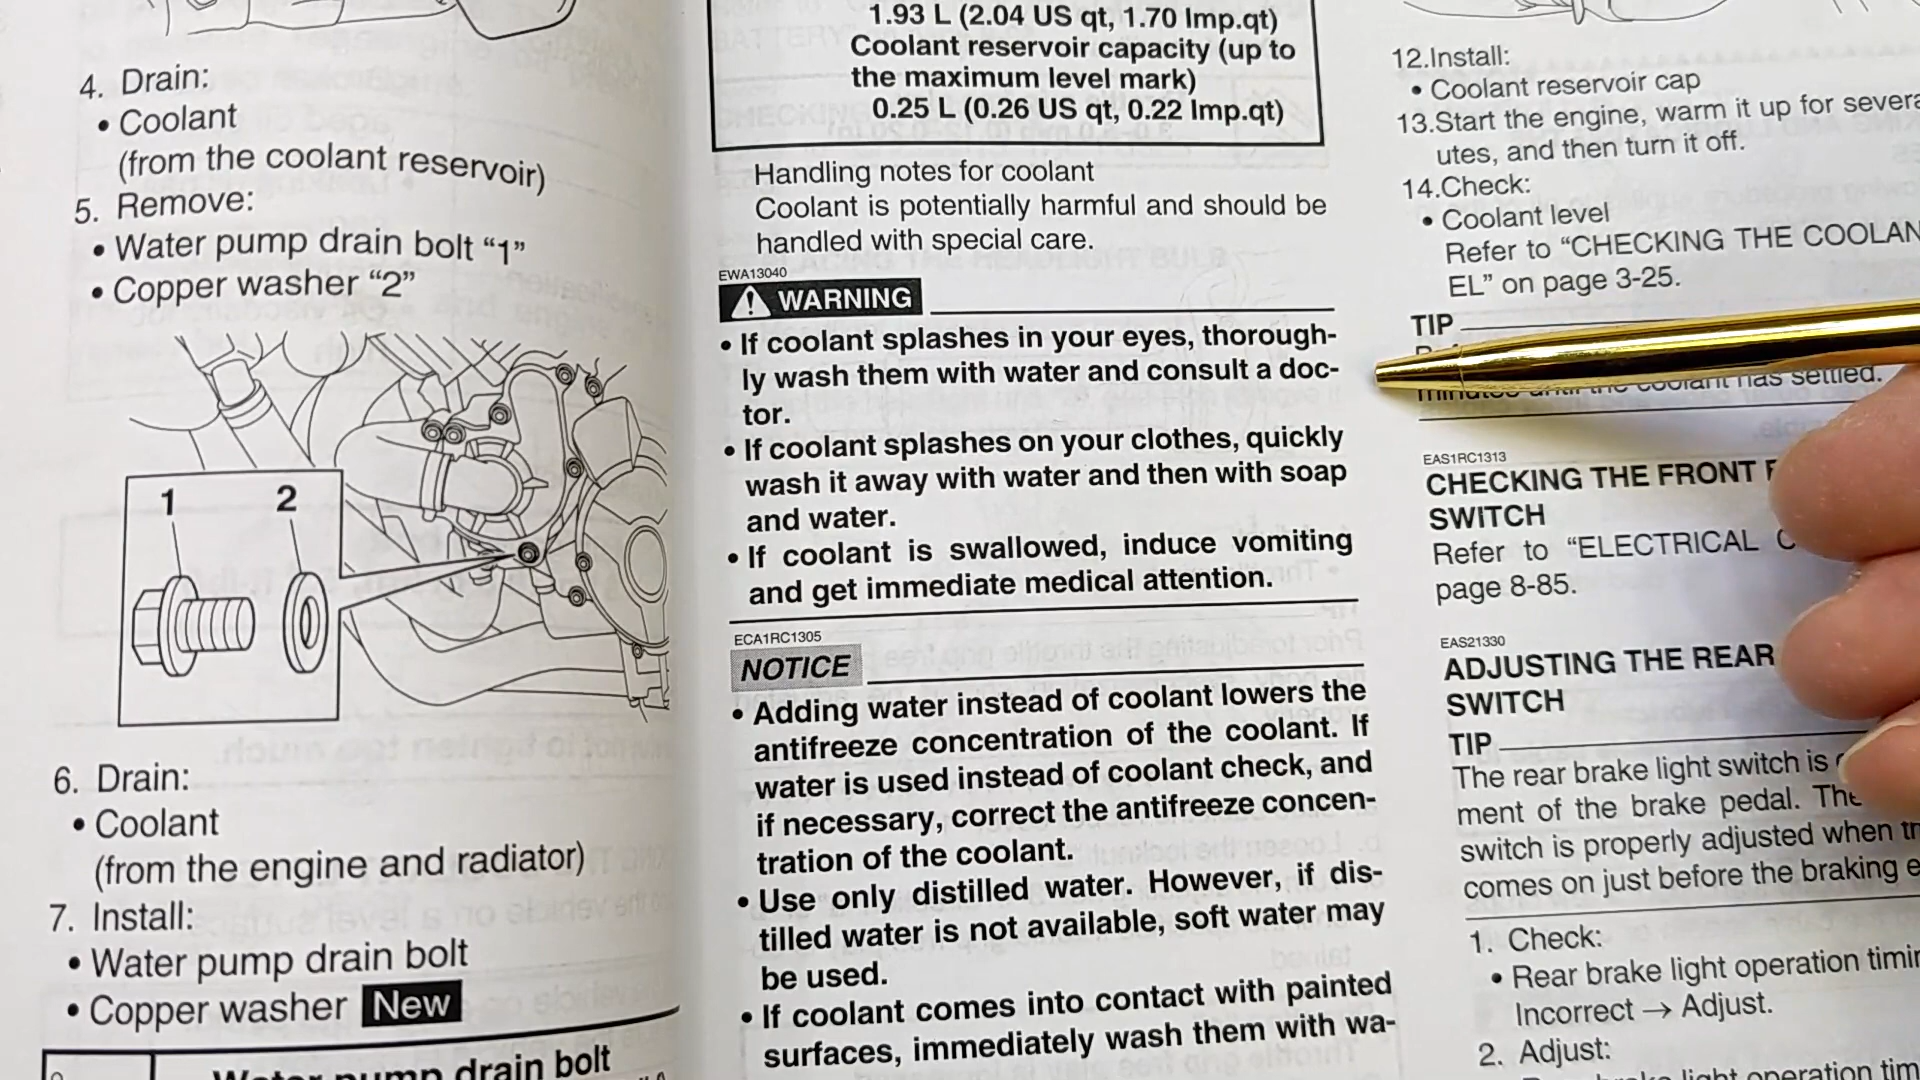 4. Drain:
• Coolant
(from the coolant reservoir)
5. Remove:
• Water pump drain bolt “1”
• Copper washer “2”
1 2
6. Drain:
• Coolant
(from the engine and radiator)
7. Install:
• Water pump drain bolt
• Copper washer New
Water pump drain bolt
1.93 L (2.04 US qt, 1.70 Imp.qt)
Coolant reservoir capacity (up to
the maximum level mark)
0.25 L (0.26 US qt, 0.22 Imp.qt)
Handling notes for coolant
Coolant is potentially harmful and should be
handled with special care.
EWA13040
WARNING
• If coolant splashes in your eyes, thorough-
ly wash them with water and consult a doc-
tor.
• If coolant splashes on your clothes, quickly
wash it away with water and then with soap
and water.
• If coolant is swallowed, induce vomiting
and get immediate medical attention.
ECA1RC1305
NOTICE
• Adding water instead of coolant lowers the
antifreeze concentration of the coolant. If
water is used instead of coolant check, and
if necessary, correct the antifreeze concen-
tration of the coolant.
• Use only distilled water. However, if dis-
tilled water is not available, soft water may
be used.
• If coolant comes into contact with painted
surfaces, immediately wash them with wa-
12.Install:
• Coolant reservoir cap
13.Start the engine, warm it up for severa
utes, and then turn it off.
14.Check:
• Coolant level
Refer to “CHECKING THE COOLAN
EL” on page 3-25.
TIP
minutes until the coolant has settled.
EAS1RC1313
CHECKING THE FRONT
SWITCH
Refer to “ELECTRICAL
page 8-85.
EAS21330
ADJUSTING THE REAR
SWITCH
TIP
The rear brake light switch is
ment of the brake pedal. The
switch is properly adjusted when
comes on just before the braking
1. Check:
• Rear brake light operation timin
Incorrect → Adjust.
2. Adjust:
light operation tim